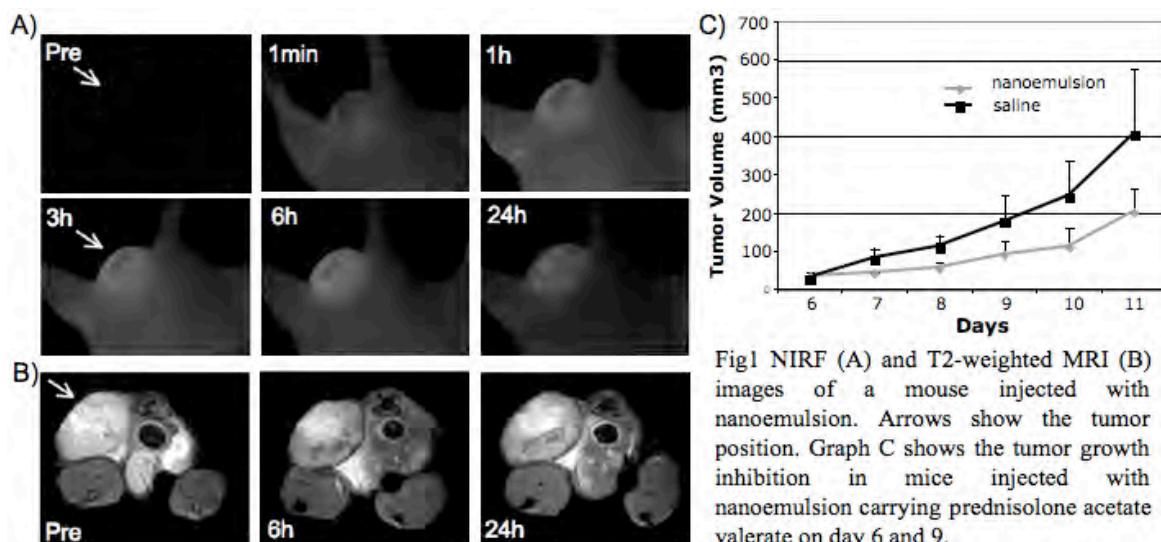 A)
Pre
1min
1h
3h
6h
24h
B)
Pre
6h
24h
C)
Tumor Volume (mm3)
700
600
500
400
300
200
100
0
nanoemulsion
saline
6 7 8 9 10 11
Days
Fig1 NIRF (A) and T2-weighted MRI (B)
images of a mouse injected with
nanoemulsion. Arrows show the tumor
position. Graph C shows the tumor growth
inhibition in mice injected with
nanoemulsion carrying prednisolone acetate
valerate on day 6 and 9.